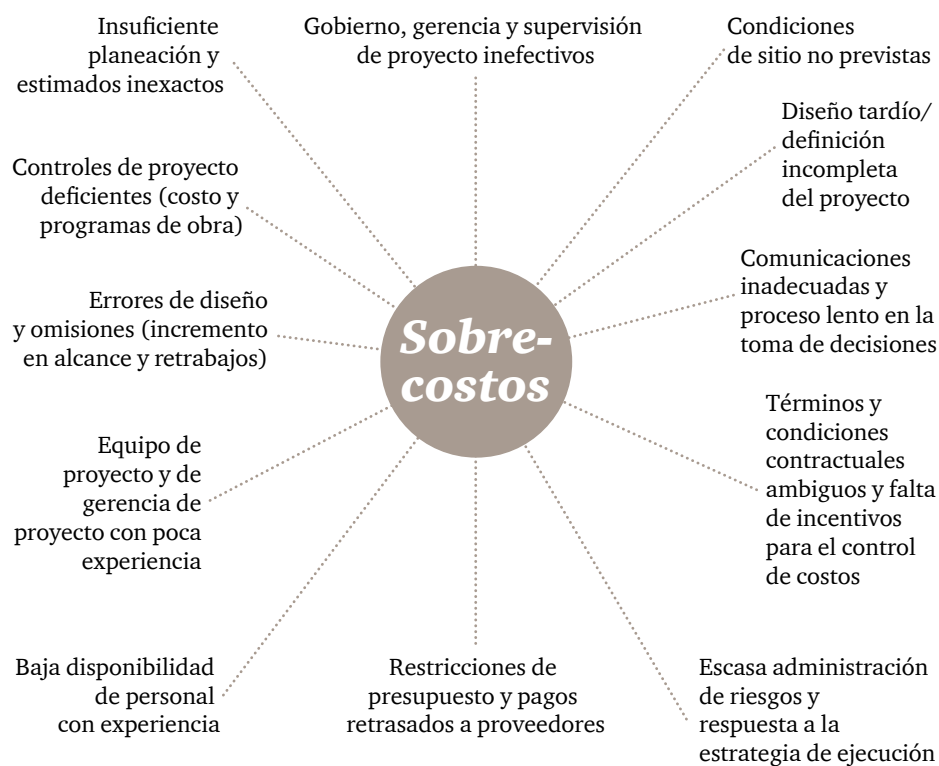 Insuficiente
planeación y
estimados inexactos
Gobierno, gerencia y supervisión
de proyecto inefectivos
Condiciones
de sitio no previstas
Diseño tardío/
definición
incompleta
del proyecto
Controles de proyecto
deficientes (costo y
programas de obra)
Comunicaciones
inadecuadas y
proceso lento en la
toma de decisiones
Errores de diseño
y omisiones (incremento
en alcance y retrabajos)
Sobre-
costos
Términos y
condiciones
contractuales
ambiguos y falta
de incentivos
para el control
de costos
Equipo de
proyecto y de
gerencia de
proyecto con poca
experiencia
Baja disponibilidad
de personal
con experiencia
Restricciones de
presupuesto y pagos
retrasados a proveedores
Escasa administración
de riesgos y
respuesta a la
estrategia de ejecución